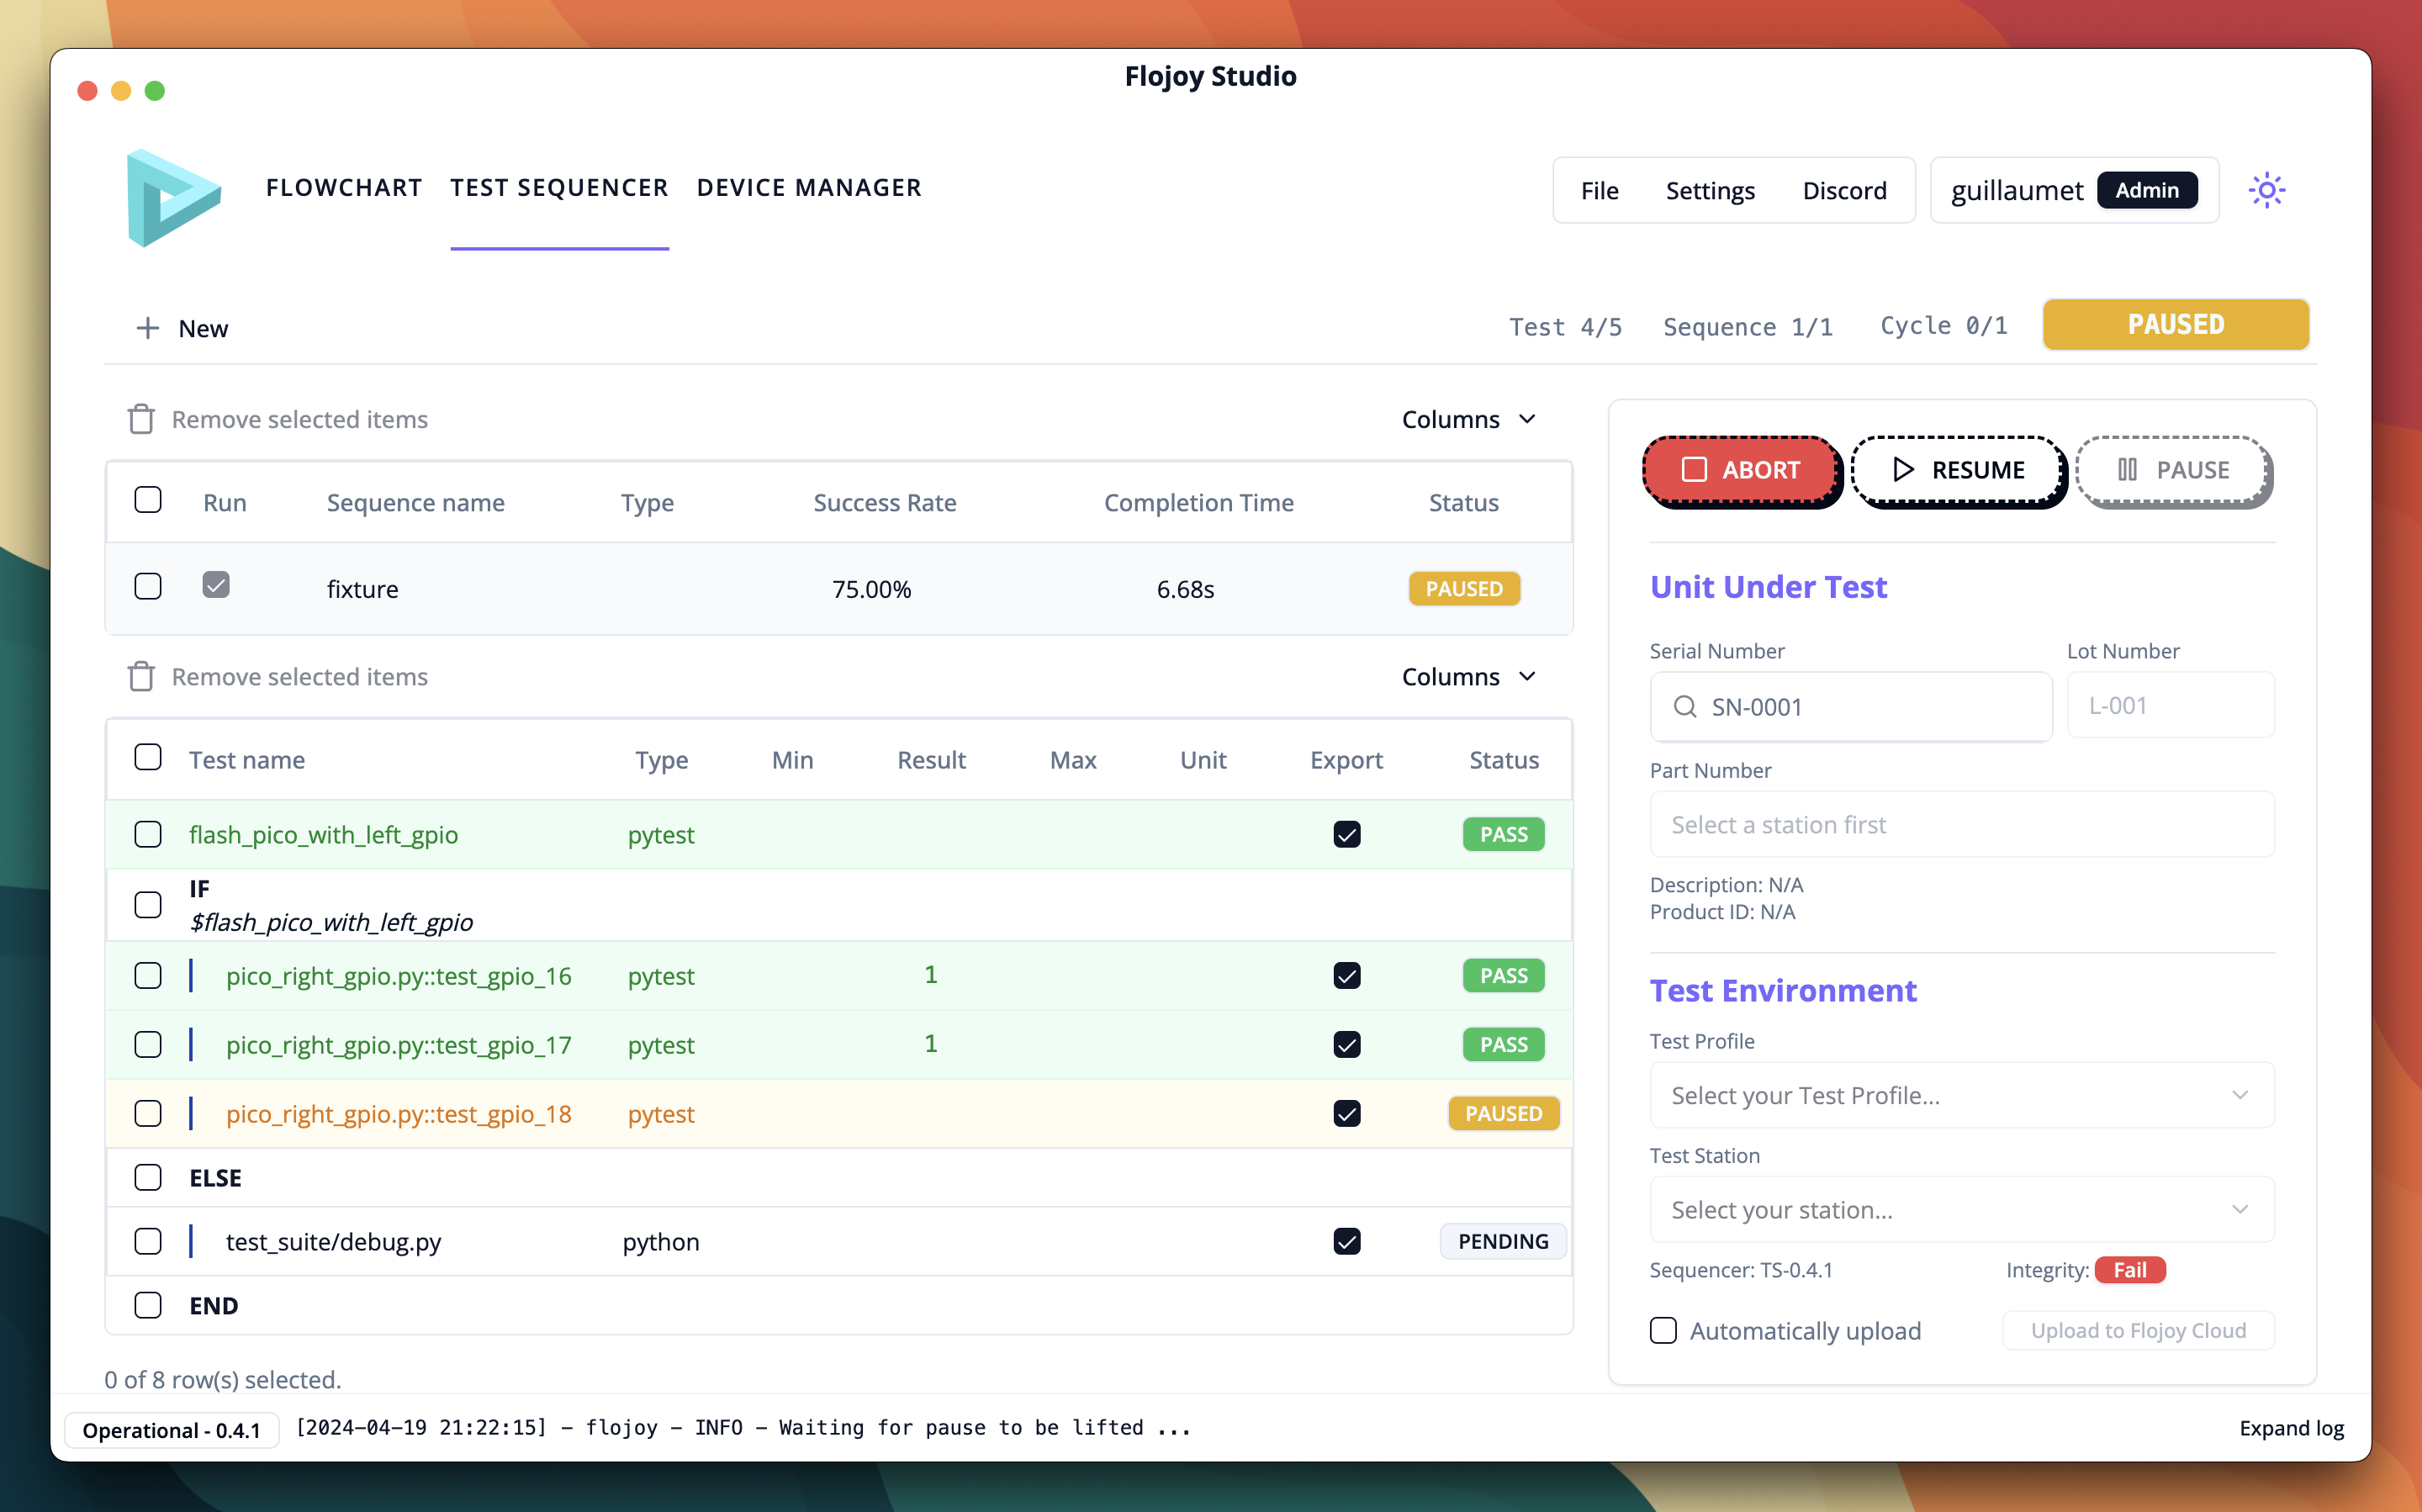 Flojoy Studio
FLOWCHART TEST SEQUENCER DEVICE MANAGER
File Settings Discord guillaumet Admin
New
Test 4/5 Sequence 1/1 Cycle 0/1 PAUSED
Remove selected items Columns
Run Sequence name Type Success Rate Completion Time Status
fixture 75.00% 6.68s PAUSED
Remove selected items Columns
Test name Type Min Result Max Unit Export Status
flash_pico_with_left_gpio pytest PASS
IF
$flash_pico_with_left_gpio
pico_right_gpio.py::test_gpio_16 pytest 1 PASS
pico_right_gpio.py::test_gpio_17 pytest 1 PASS
pico_right_gpio.py::test_gpio_18 pytest PAUSED
ELSE
test_suite/debug.py python PENDING
END
0 of 8 row(s) selected.
ABORT RESUME PAUSE
Unit Under Test
Serial Number Lot Number
SN-0001 L-001
Part Number
Select a station first
Description: N/A
Product ID: N/A
Test Environment
Test Profile
Select your Test Profile...
Test Station
Select your station...
Sequencer: TS-0.4.1 Integrity: Fail
Automatically upload Upload to Flojoy Cloud
Operational - 0.4.1 [2024-04-19 21:22:15] - flojoy - INFO - Waiting for pause to be lifted ... Expand log